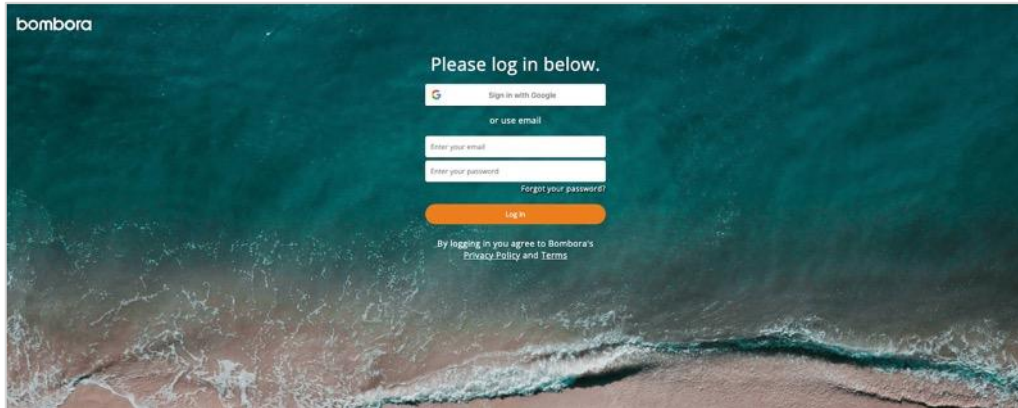 bombora
Please log in below.
Sign in with Google
or use email
Enter your email
Enter your password
Forgot your password?
Log in
By logging in you agree to Bombora's
Privacy Policy and Terms